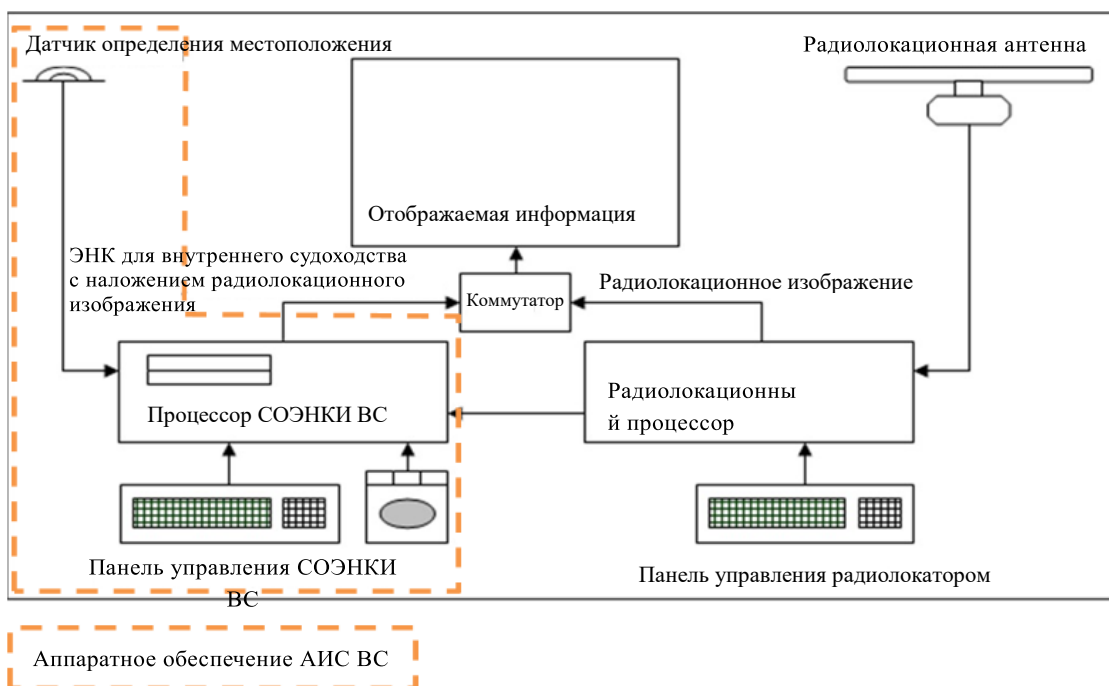 Датчик определения местоположения
Радиолокационная антенна
Отображаемая информация
ЭНК для внутреннего судоходства
с наложением радиолокационного
изображения
Коммутатор
Радиолокационное изображение
Процессор СОЭНКИ ВС
Радиолокационны
й процессор
Панель управления СОЭНКИ
ВС
Панель управления радиолокатором
Аппаратное обеспечение АИС ВС